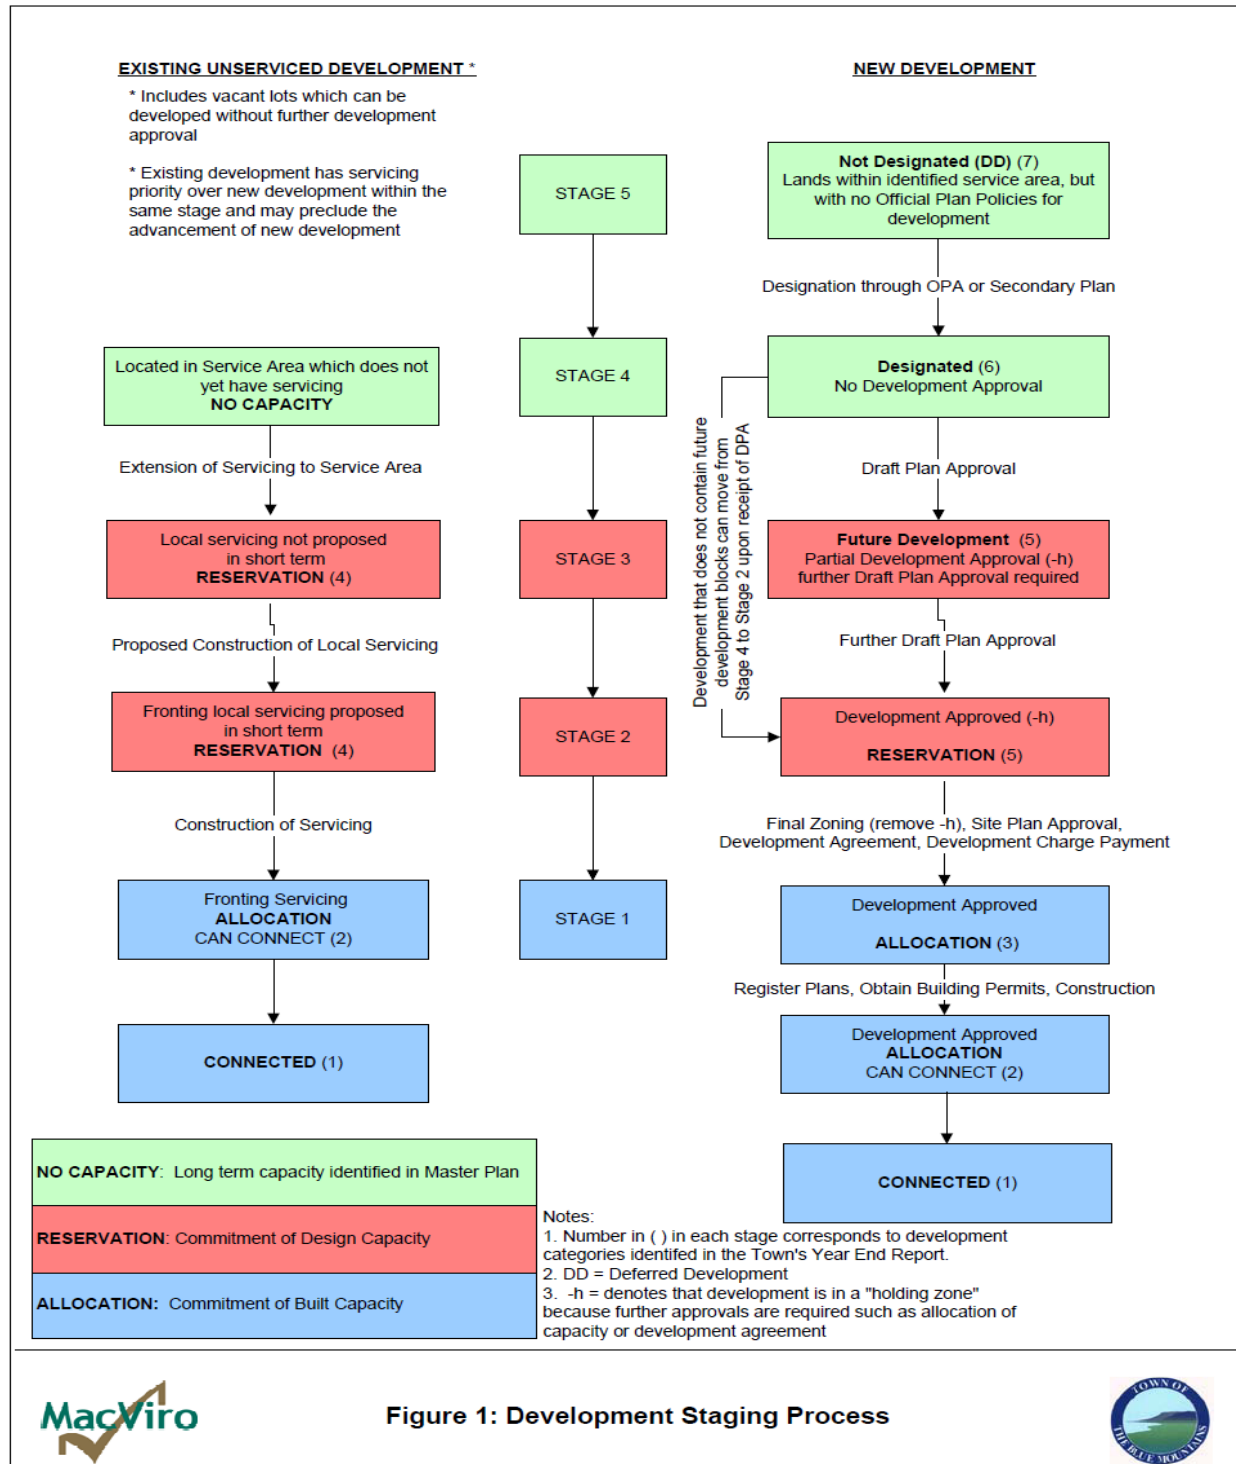 EXISTING UNSERVICED DEVELOPMENT *
* Includes vacant lots which can be
developed without further development
approval
* Existing development has servicing
priority over new development within the
same stage and may preclude the
advancement of new development
Located in Service Area which does not
yet have servicing
NO CAPACITY
Extension of Servicing to Service Area
Local servicing not proposed
in short term
RESERVATION (4)
Proposed Construction of Local Servicing
Fronting local servicing proposed
in short term
RESERVATION (4)
Construction of Servicing
Fronting Servicing
ALLOCATION
CAN CONNECT (2)
CONNECTED (1)
STAGE 5
STAGE 4
STAGE 3
STAGE 2
STAGE 1
NEW DEVELOPMENT
Not Designated (DD) (7)
Lands within identified service area, but
with no Official Plan Policies for
development
Designation through OPA or Secondary Plan
Designated (6)
No Development Approval
Development that does not contain future
development blocks can move from
Stage 4 to Stage 2 upon receipt of DPA
Draft Plan Approval
Future Development (5)
Partial Development Approval (-h)
further Draft Plan Approval required
Further Draft Plan Approval
Development Approved (-h)
RESERVATION (5)
Final Zoning (remove -h), Site Plan Approval,
Development Agreement, Development Charge Payment
Development Approved
ALLOCATION (3)
Register Plans, Obtain Building Permits, Construction
Development Approved
ALLOCATION
CAN CONNECT (2)
CONNECTED (1)
NO CAPACITY: Long term capacity identified in Master Plan
RESERVATION: Commitment of Design Capacity
ALLOCATION: Commitment of Built Capacity
Notes:
1. Number in ( ) in each stage corresponds to development
categories identifed in the Town's Year End Report.
2. DD = Deferred Development
3. -h = denotes that development is in a "holding zone"
because further approvals are required such as allocation of
capacity or development agreement
MacViro
Figure 1: Development Staging Process
TOWN OF
THE BLUE MOUNTAINS